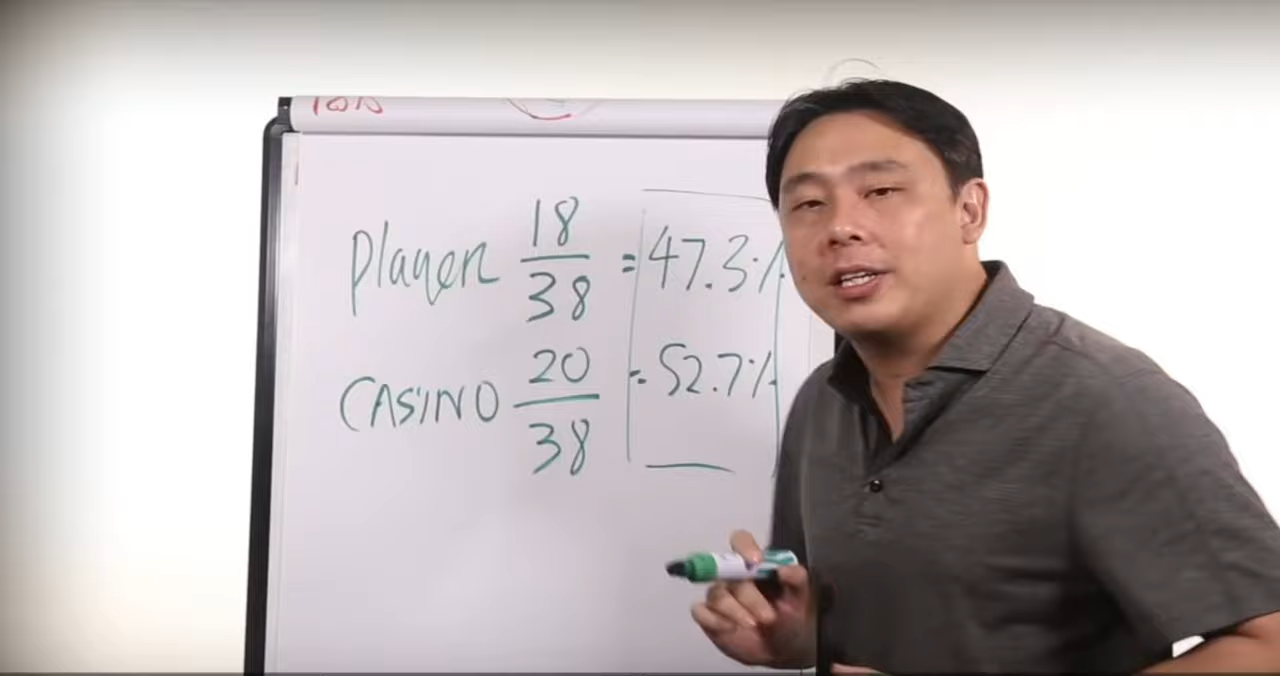 Player 18/38 = 47.3%
CASINO 20/38 = 52.7%